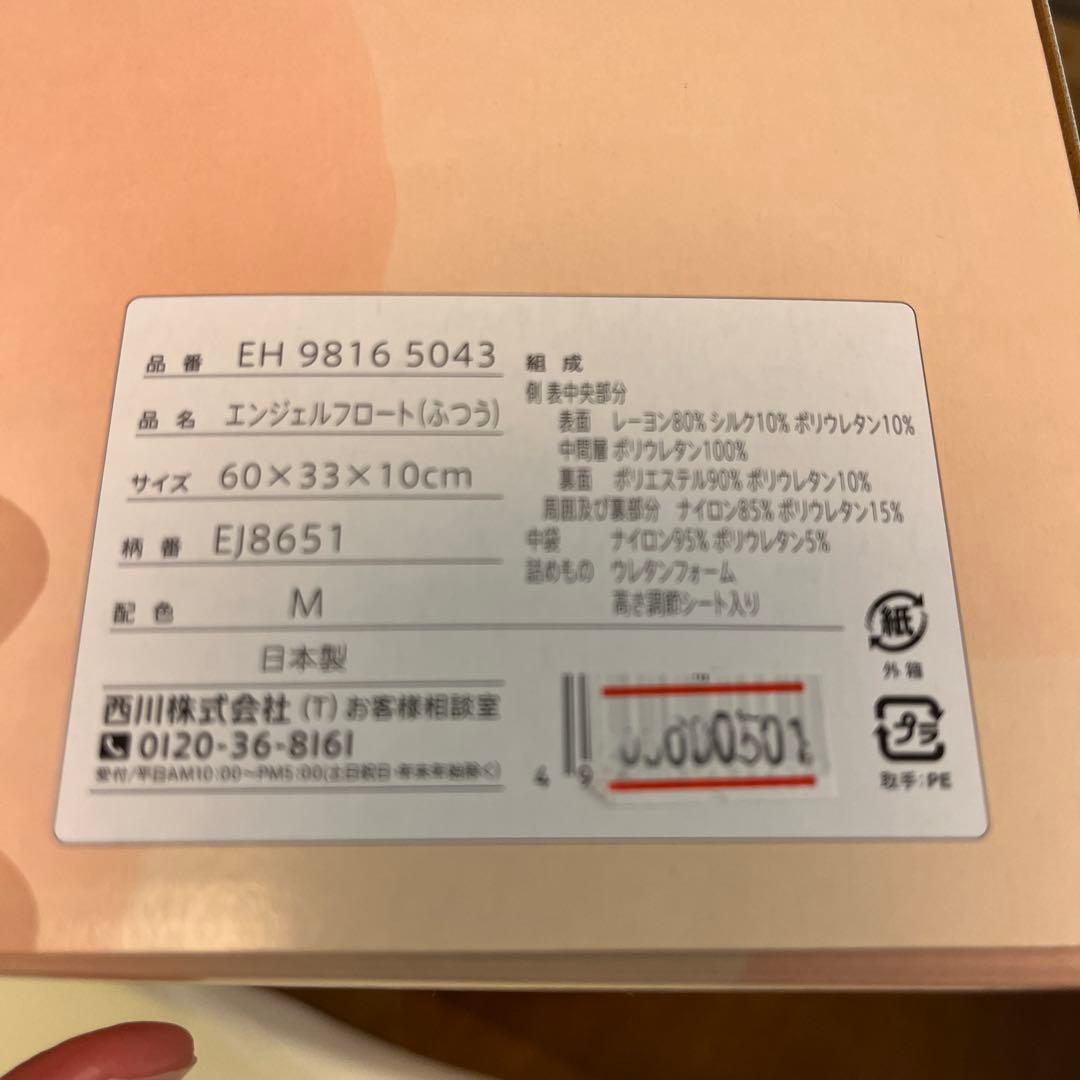 品番 EH 9816 5043
品名 エンジェルフロート(ふつう)
サイズ 60×33×10cm
柄番 EJ8651
配色 M
日本製
西川株式会社 (T) お客様相談室
0120-36-8161
受付/平日AM10:00〜PM5:00(土日祝日・年末年始除く)
組成
側 表中央部分
表面 レーヨン80% シルク10% ポリウレタン10%
中間層 ポリウレタン100%
裏面 ポリエステル90% ポリウレタン10%
周囲及び裏部分 ナイロン85% ポリウレタン15%
中袋 ナイロン95% ポリウレタン5%
詰めもの ウレタンフォーム
高さ調節シート入り
紙
外箱
プラ
取手:PE
4 9